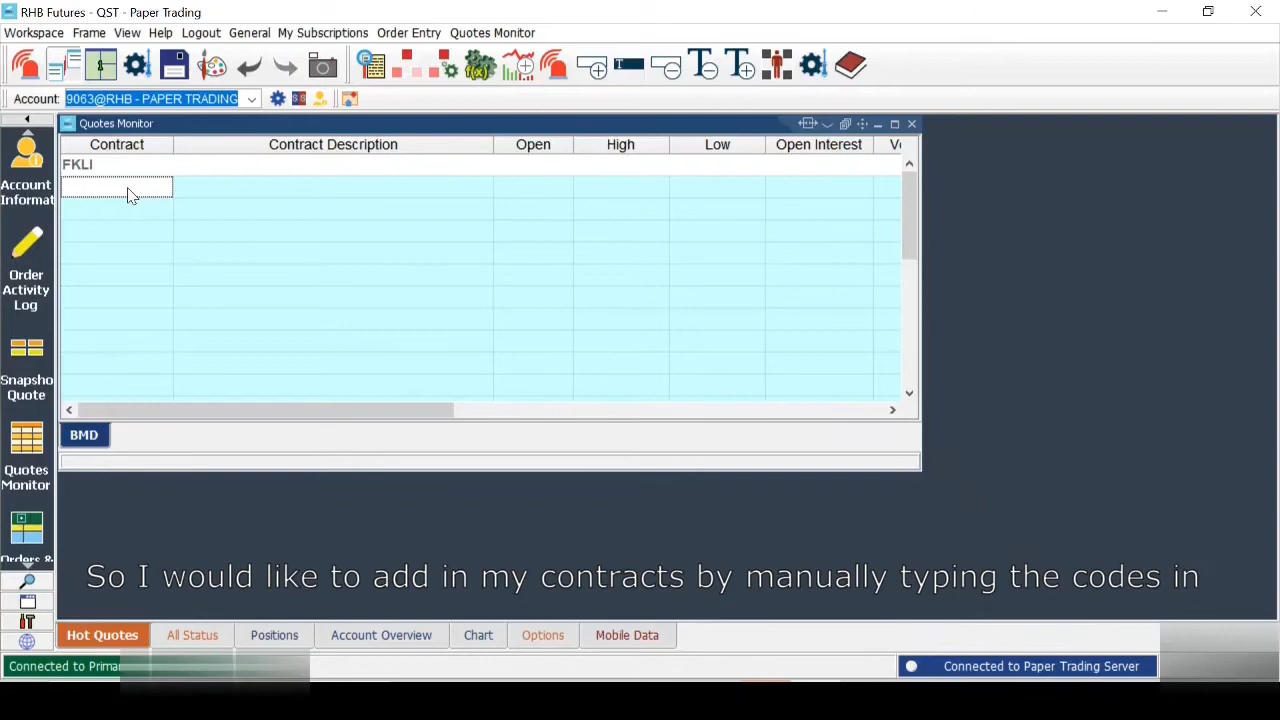 RHB Futures - QST - Paper Trading
Workspace Frame View Help Logout General My Subscriptions Order Entry Quotes Monitor
Account: 9063@RHB - PAPER TRADING
Quotes Monitor
Contract Contract Description Open High Low Open Interest
FKLI
Account
Informat
Order
Activity
Log
Snapsho
Quote
Quotes
Monitor
Orders &
BMD
So I would like to add in my contracts by manually typing the codes in
Hot Quotes All Status Positions Account Overview Chart Options Mobile Data
Connected to Prima Connected to Paper Trading Server